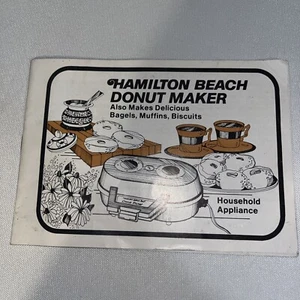 HAMILTON BEACH
DONUT MAKER
Also Makes Delicious
Bagels, Muffins, Biscuits
Household
Appliance